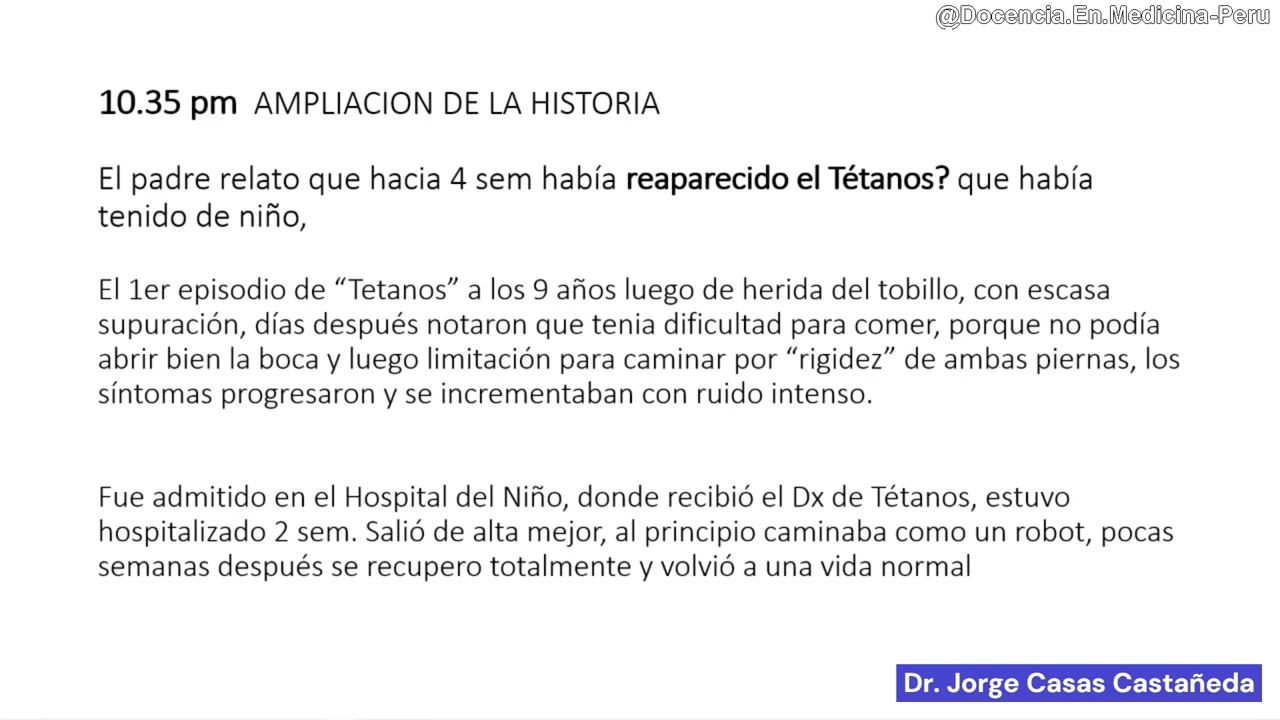 @Docencia.En.Medicina-Peru
10.35 pm AMPLIACION DE LA HISTORIA
El padre relato que hacia 4 sem había reaparecido el Tétanos? que había
tenido de niño,
El 1er episodio de “Tetanos” a los 9 años luego de herida del tobillo, con escasa
supuración, días después notaron que tenia dificultad para comer, porque no podía
abrir bien la boca y luego limitación para caminar por “rigidez” de ambas piernas, los
síntomas progresaron y se incrementaban con ruido intenso.
Fue admitido en el Hospital del Niño, donde recibió el Dx de Tétanos, estuvo
hospitalizado 2 sem. Salió de alta mejor, al principio caminaba como un robot, pocas
semanas después se recupero totalmente y volvió a una vida normal
Dr. Jorge Casas Castañeda